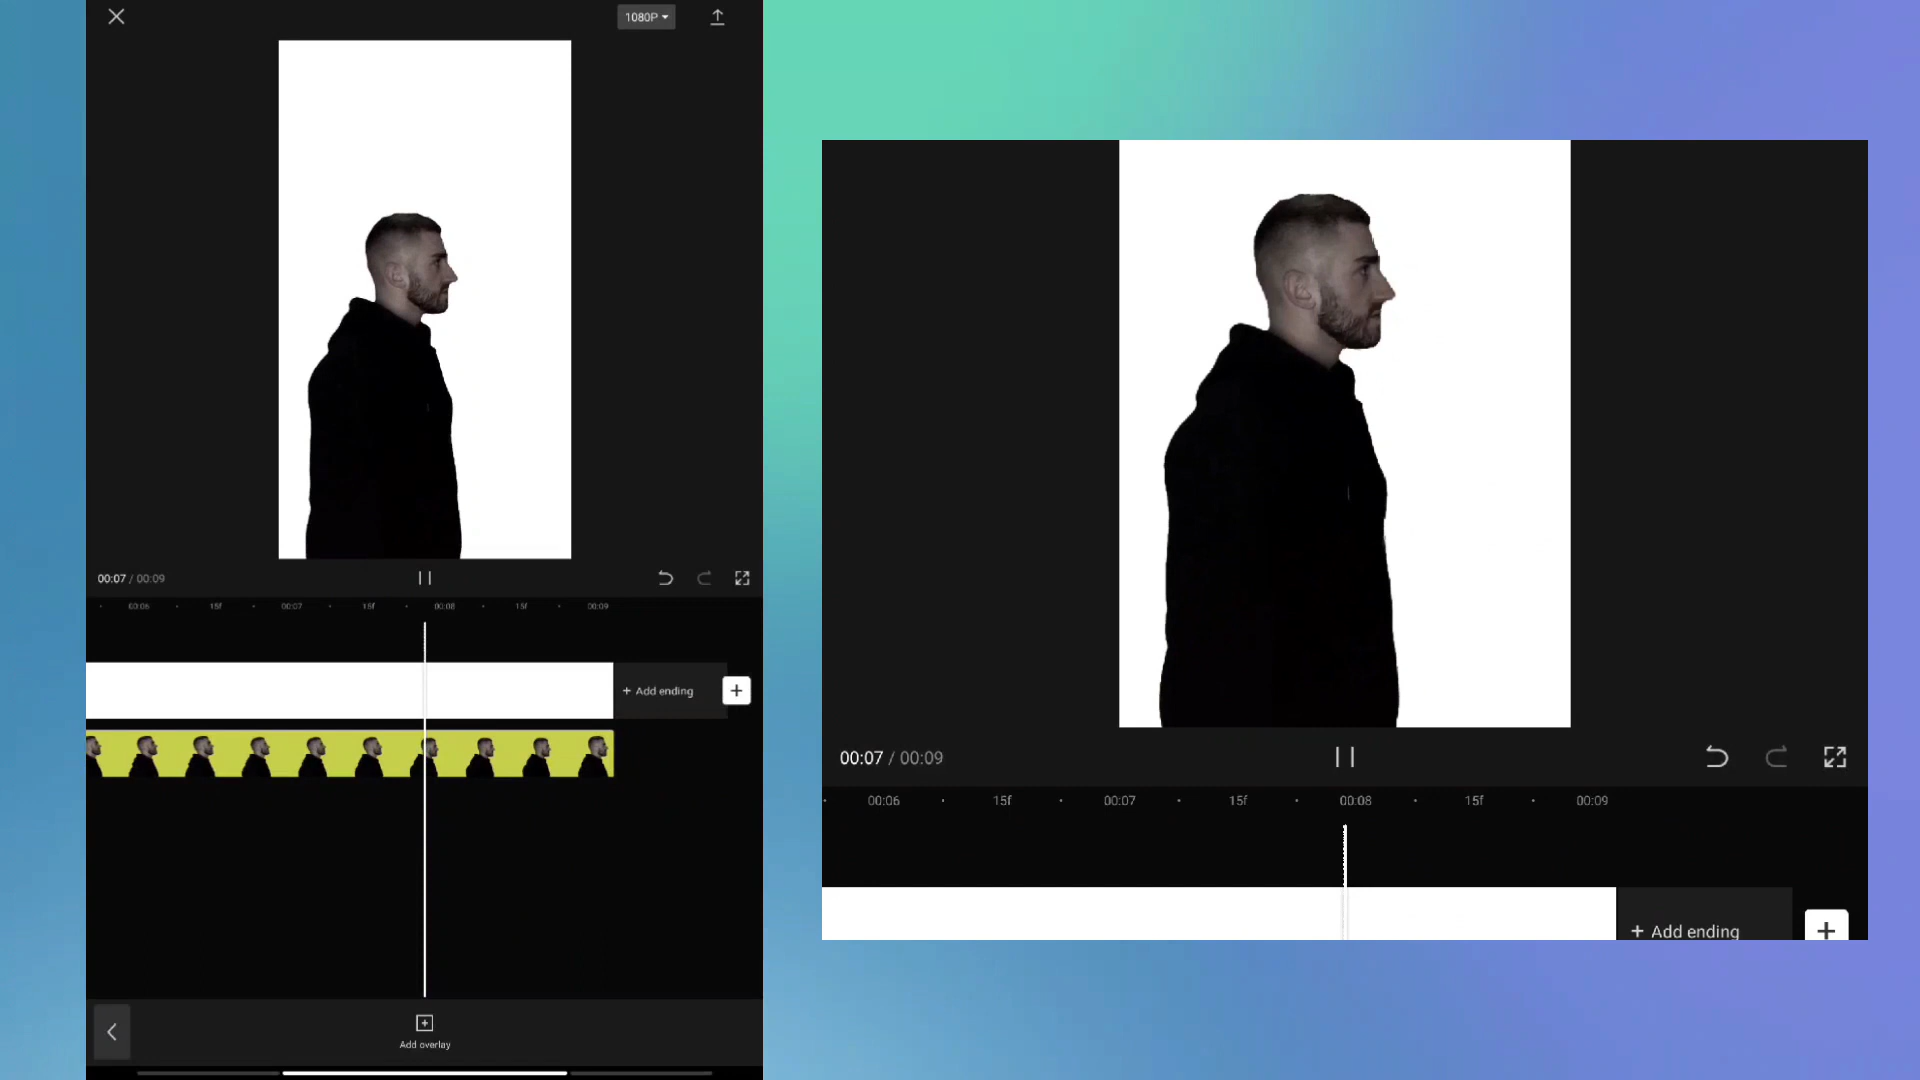 1080P
00:07 / 00:09
00:06 15f 00:07 15f 00:08 15f 00:09
+ Add ending
+
Add overlay
00:07 / 00:09
00:06 15f 00:07 15f 00:08 15f 00:09
+ Add ending
+